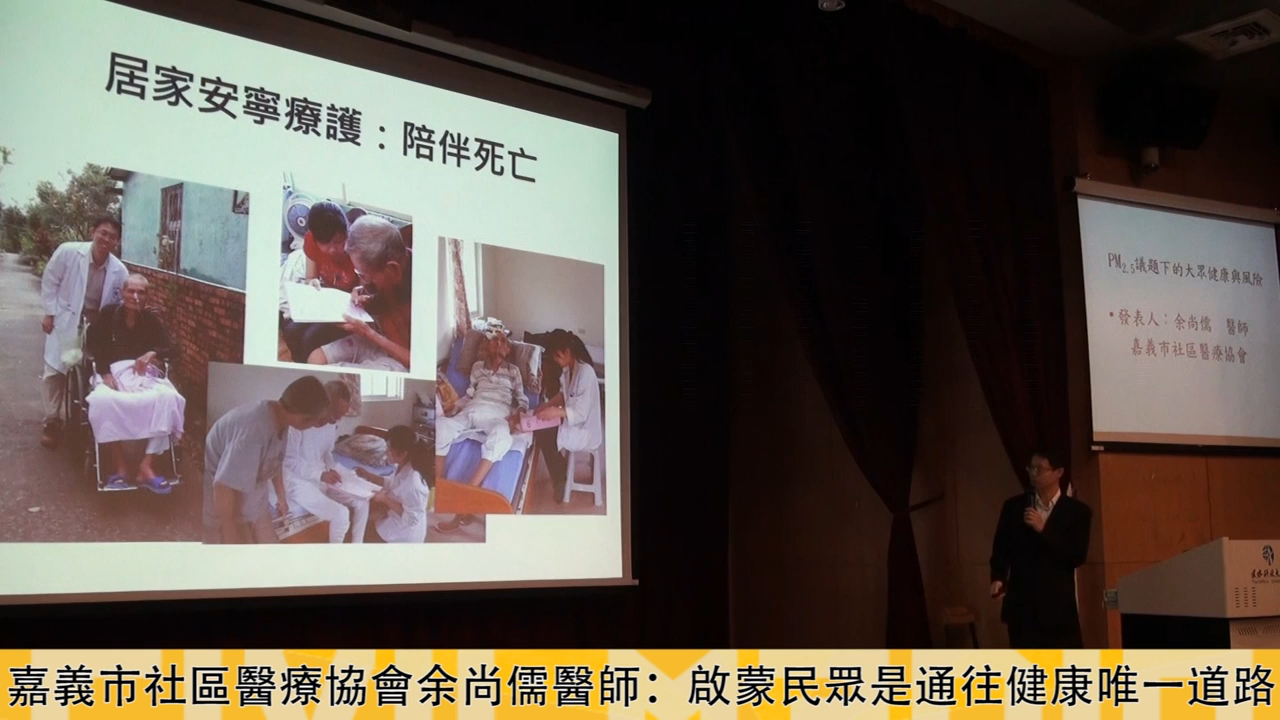 居家安寧療護：陪伴死亡
PM2.5議題下的大眾健康與風險
•發表人：余尚儒 醫師
嘉義市社區醫療協會
嘉義市社區醫療協會余尚儒醫師：啟蒙民眾是通往健康唯一道路